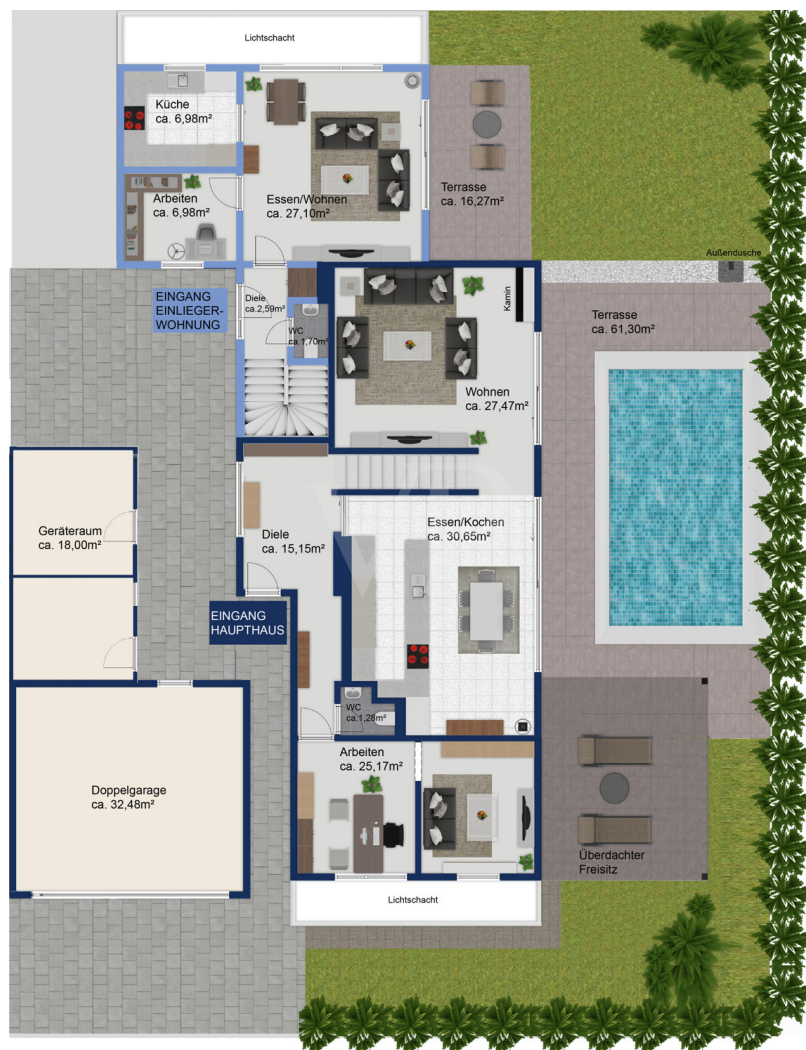 Lichtschacht
Küche
ca. 6,98m²
Arbeiten
ca. 6,98m²
Essen/Wohnen
ca. 27,10m²
Terrasse
ca. 16,27m²
Außendusche
EINGANG
EINLIEGER-
WOHNUNG
Diele
ca.2,59m²
WC
ca.1,70m²
Kamin
Terrasse
ca. 61,30m²
Wohnen
ca. 27,47m²
Geräteraum
ca. 18,00m²
Diele
ca. 15,15m²
Essen/Kochen
ca. 30,65m²
EINGANG
HAUPTHAUS
WC
ca.1,28m²
Arbeiten
ca. 25,17m²
Doppelgarage
ca. 32,48m²
Überdachter
Freisitz
Lichtschacht